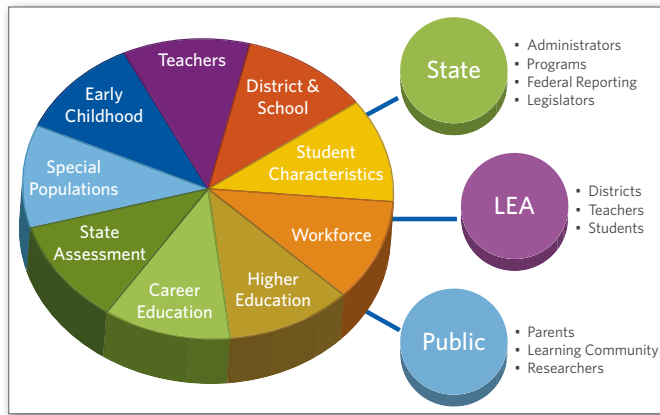 Teachers
District &
School
Student
Characteristics
Workforce
Higher
Education
Career
Education
State
Assessment
Special
Populations
Early
Childhood
State
• Administrators
• Programs
• Federal Reporting
• Legislators
LEA
• Districts
• Teachers
• Students
Public
• Parents
• Learning Community
• Researchers